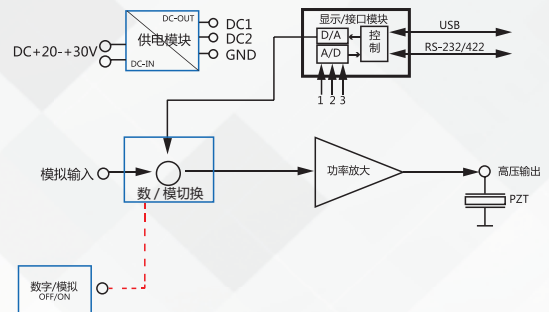 DC-OUT
供电模块
DC-IN
DC+20-+30V
DC1
DC2
GND
显示/接口模块
D/A
A/D
控
制
USB
RS-232/422
1 2 3
模拟输入
数/模切换
功率放大
高压输出
PZT
数字/模拟
OFF/ON